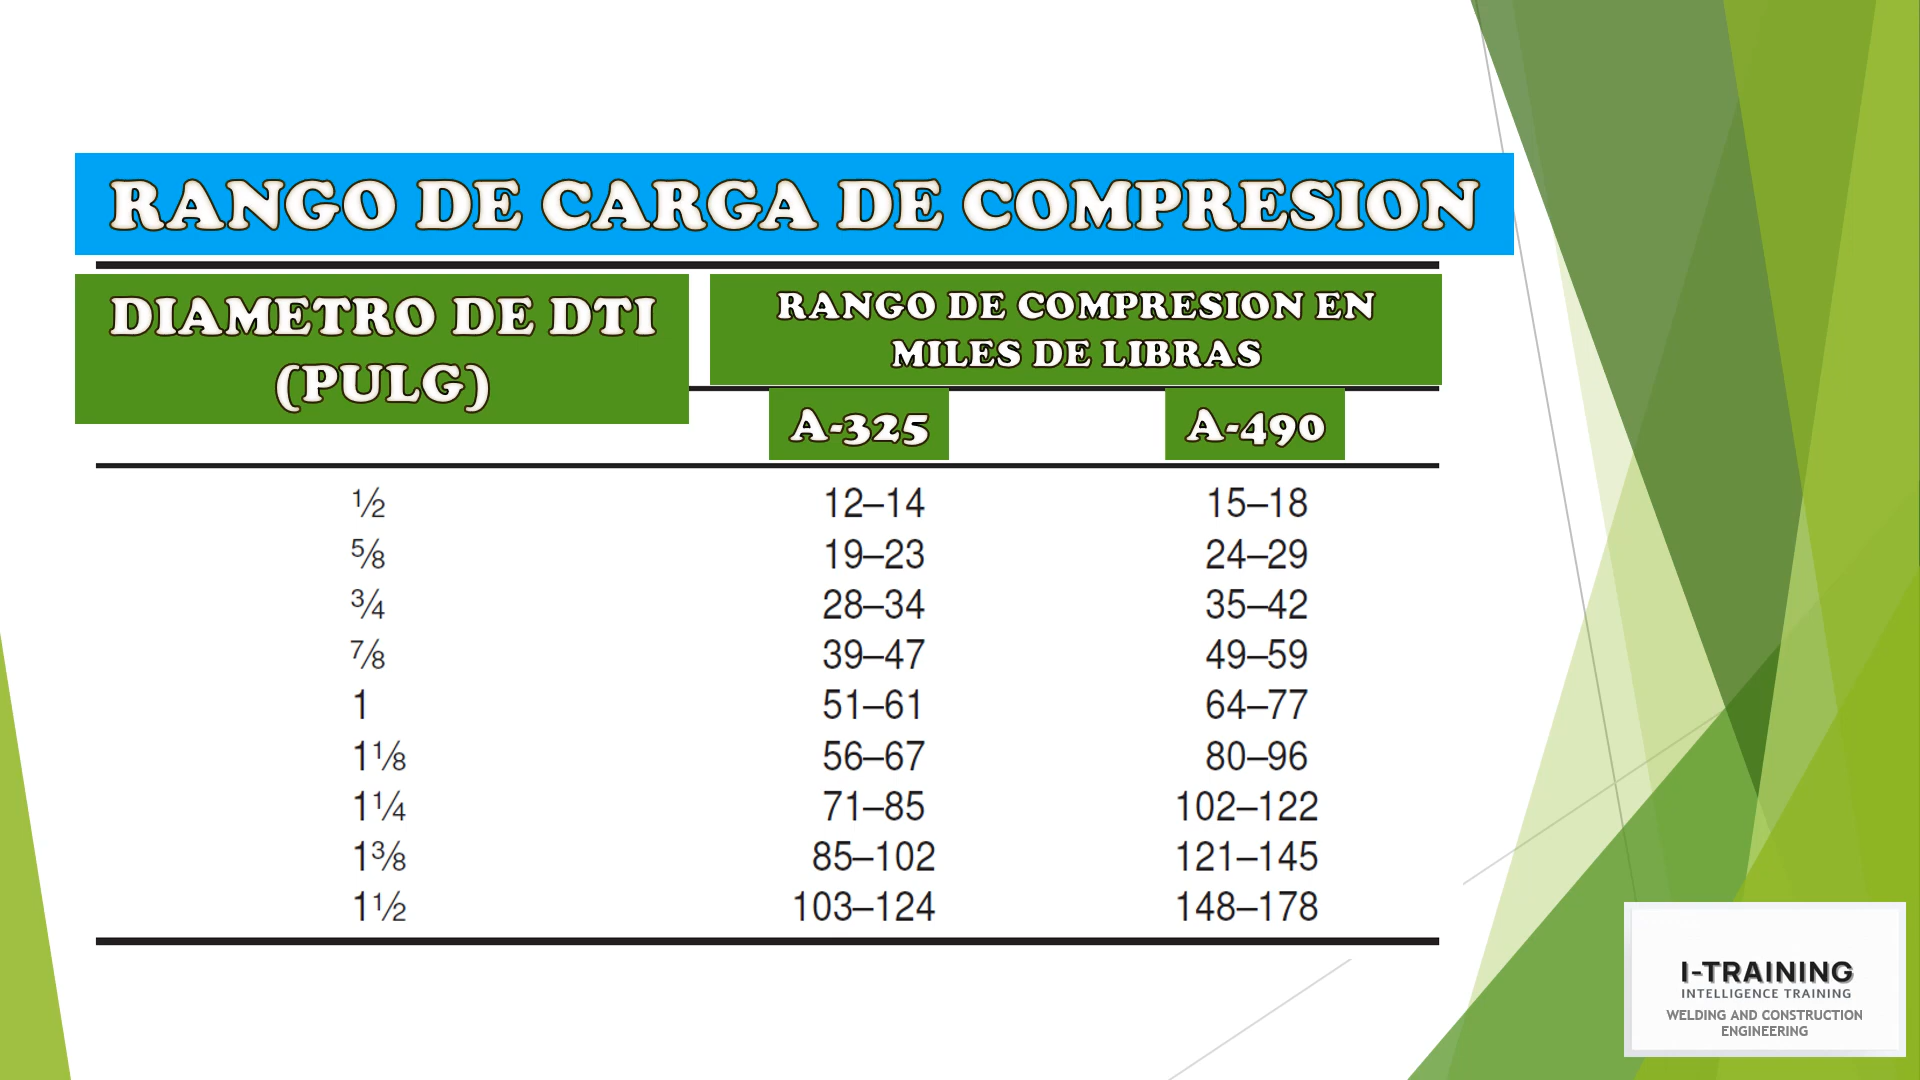 RANGO DE CARGA DE COMPRESION
DIAMETRO DE DTI
(PULG)
RANGO DE COMPRESION EN
MILES DE LIBRAS
A-325 A-490
½ 12–14 15–18
⅝ 19–23 24–29
¾ 28–34 35–42
⅞ 39–47 49–59
1 51–61 64–77
1⅛ 56–67 80–96
1¼ 71–85 102–122
1⅜ 85–102 121–145
1½ 103–124 148–178
I-TRAINING
INTELLIGENCE TRAINING
WELDING AND CONSTRUCTION
ENGINEERING